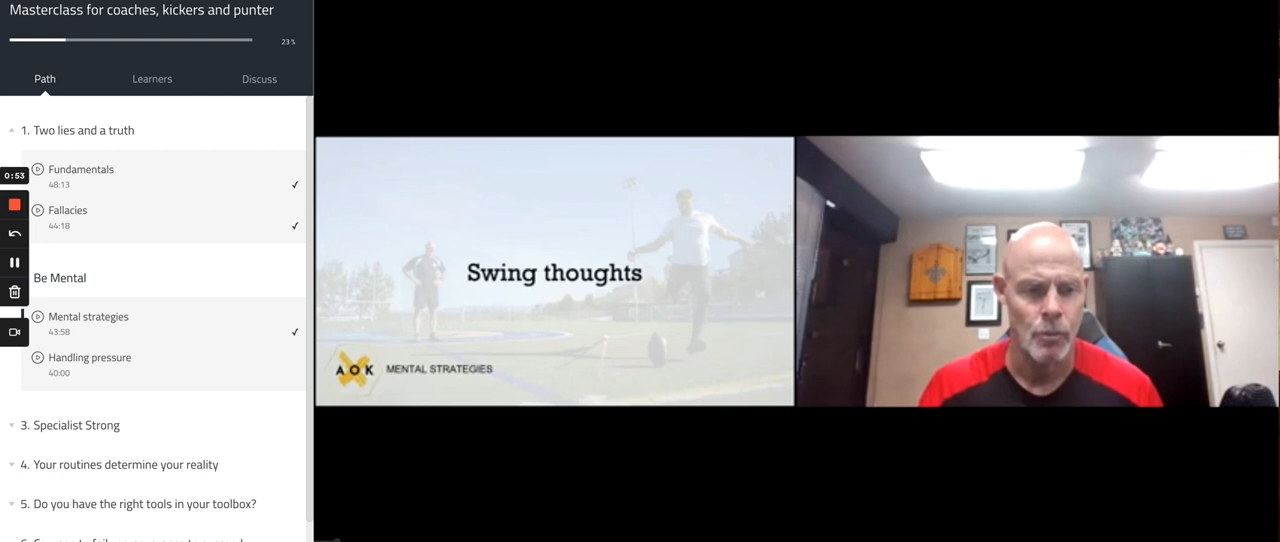 Masterclass for coaches, kickers and punter
23 %
Path
Learners
Discuss
1. Two lies and a truth
Fundamentals
48:13
Fallacies
44:18
0:53
Be Mental
Mental strategies
43:58
Handling pressure
40:00
3. Specialist Strong
4. Your routines determine your reality
5. Do you have the right tools in your toolbox?
Swing thoughts
AOK
MENTAL STRATEGIES